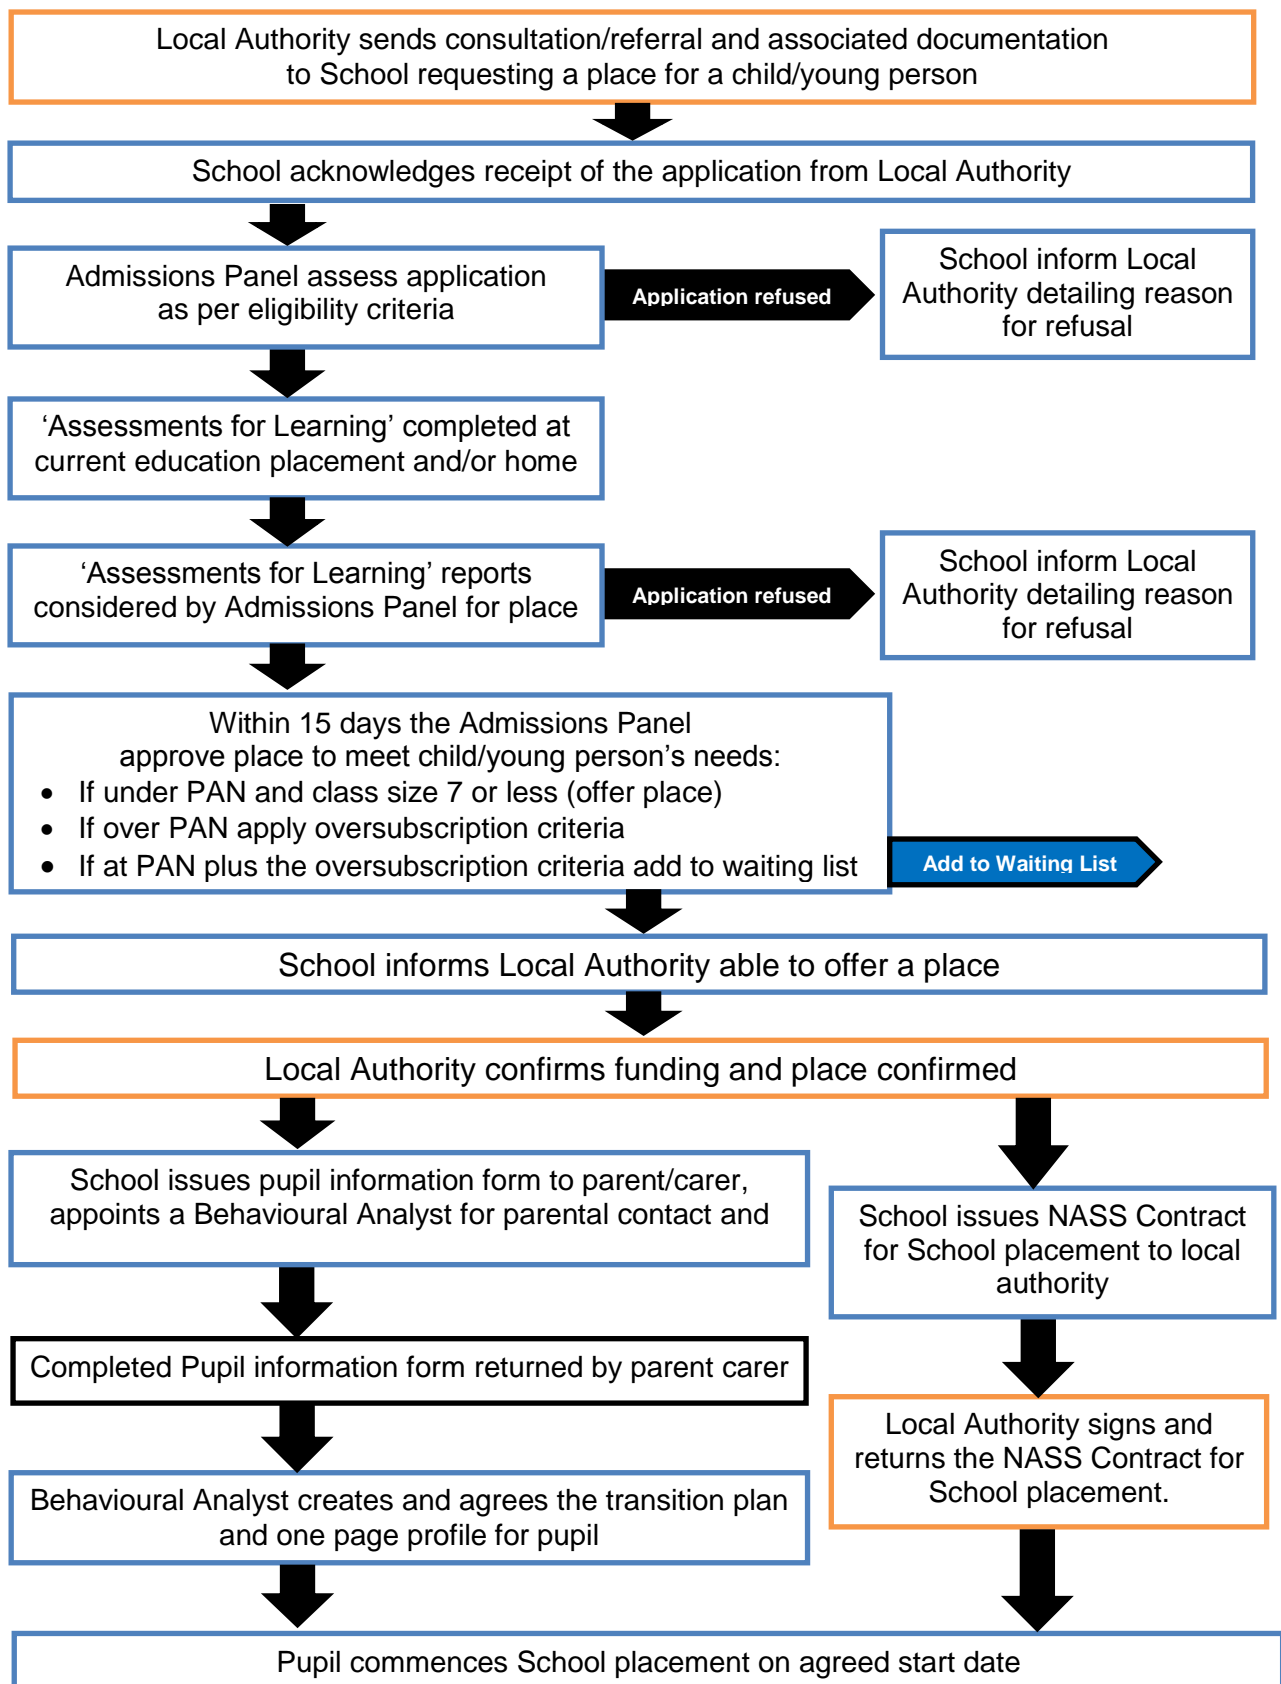 Local Authority sends consultation/referral and associated documentation
to School requesting a place for a child/young person
School acknowledges receipt of the application from Local Authority
Admissions Panel assess application
as per eligibility criteria
Application refused
School inform Local
Authority detailing reason
for refusal
‘Assessments for Learning’ completed at
current education placement and/or home
‘Assessments for Learning’ reports
considered by Admissions Panel for place
Application refused
School inform Local
Authority detailing reason
for refusal
Within 15 days the Admissions Panel
approve place to meet child/young person’s needs:
• If under PAN and class size 7 or less (offer place)
• If over PAN apply oversubscription criteria
• If at PAN plus the oversubscription criteria add to waiting list
Add to Waiting List
School informs Local Authority able to offer a place
Local Authority confirms funding and place confirmed
School issues pupil information form to parent/carer,
appoints a Behavioural Analyst for parental contact and
School issues NASS Contract
for School placement to local
authority
Completed Pupil information form returned by parent carer
Local Authority signs and
returns the NASS Contract for
School placement.
Behavioural Analyst creates and agrees the transition plan
and one page profile for pupil
Pupil commences School placement on agreed start date